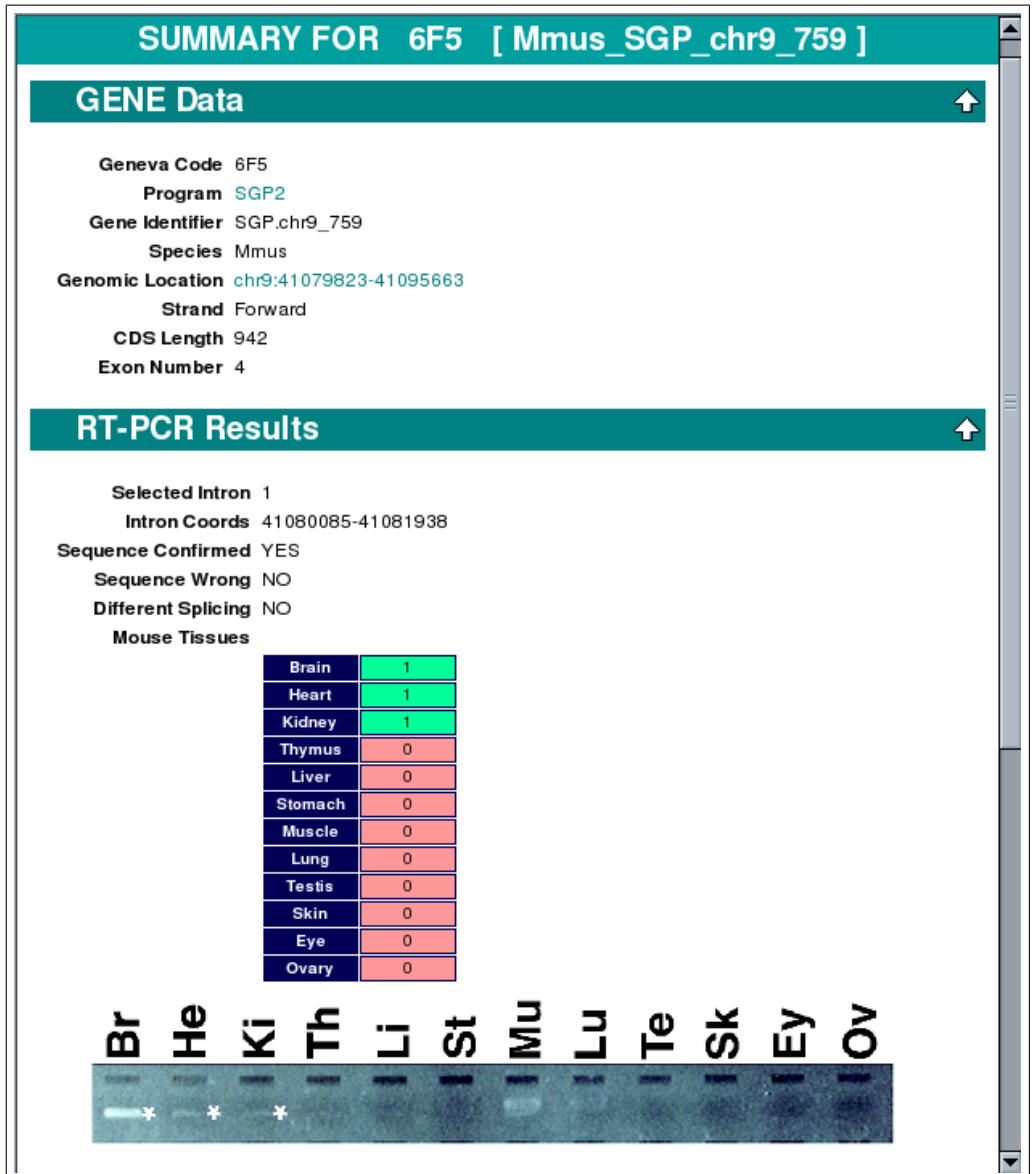 SUMMARY FOR 6F5 [ Mmus_SGP_chr9_759 ]
GENE Data
Geneva Code 6F5
Program SGP2
Gene Identifier SGP.chr9_759
Species Mmus
Genomic Location chr9:41079823-41095663
Strand Forward
CDS Length 942
Exon Number 4
RT-PCR Results
Selected Intron 1
Intron Coords 41080085-41081938
Sequence Confirmed YES
Sequence Wrong NO
Different Splicing NO
Mouse Tissues
Brain 1
Heart 1
Kidney 1
Thymus 0
Liver 0
Stomach 0
Muscle 0
Lung 0
Testis 0
Skin 0
Eye 0
Ovary 0
Br He Ki Th Li St Mu Lu Te Sk Ey Ov
* * *